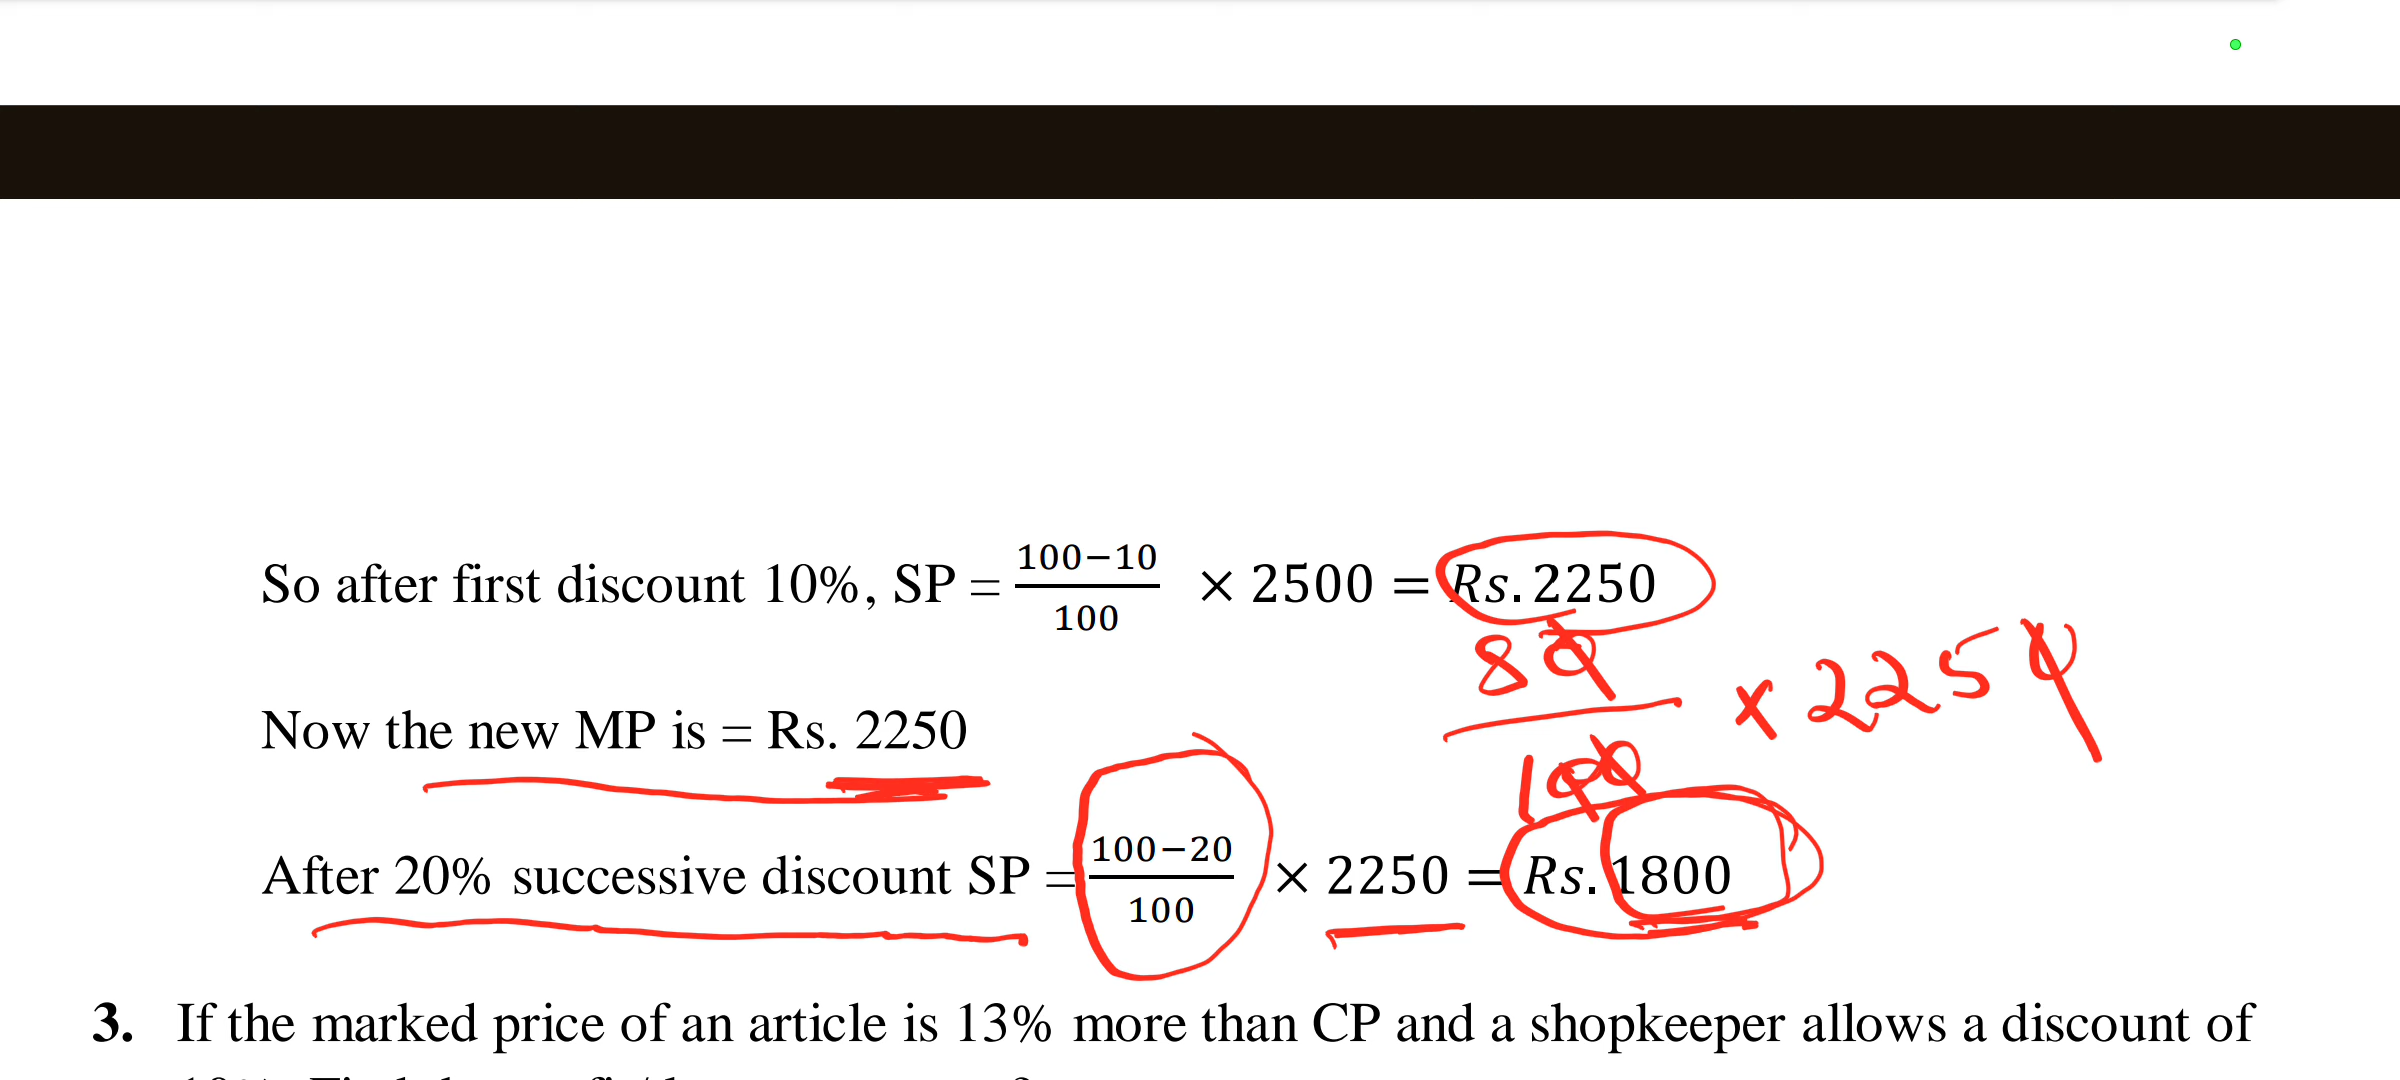 So after first discount 10%, SP = 100−10/100 × 2500 = Rs. 2250
80/100 × 2250
Now the new MP is = Rs. 2250
After 20% successive discount SP = 100−20/100 × 2250 = Rs. 1800
3. If the marked price of an article is 13% more than CP and a shopkeeper allows a discount of